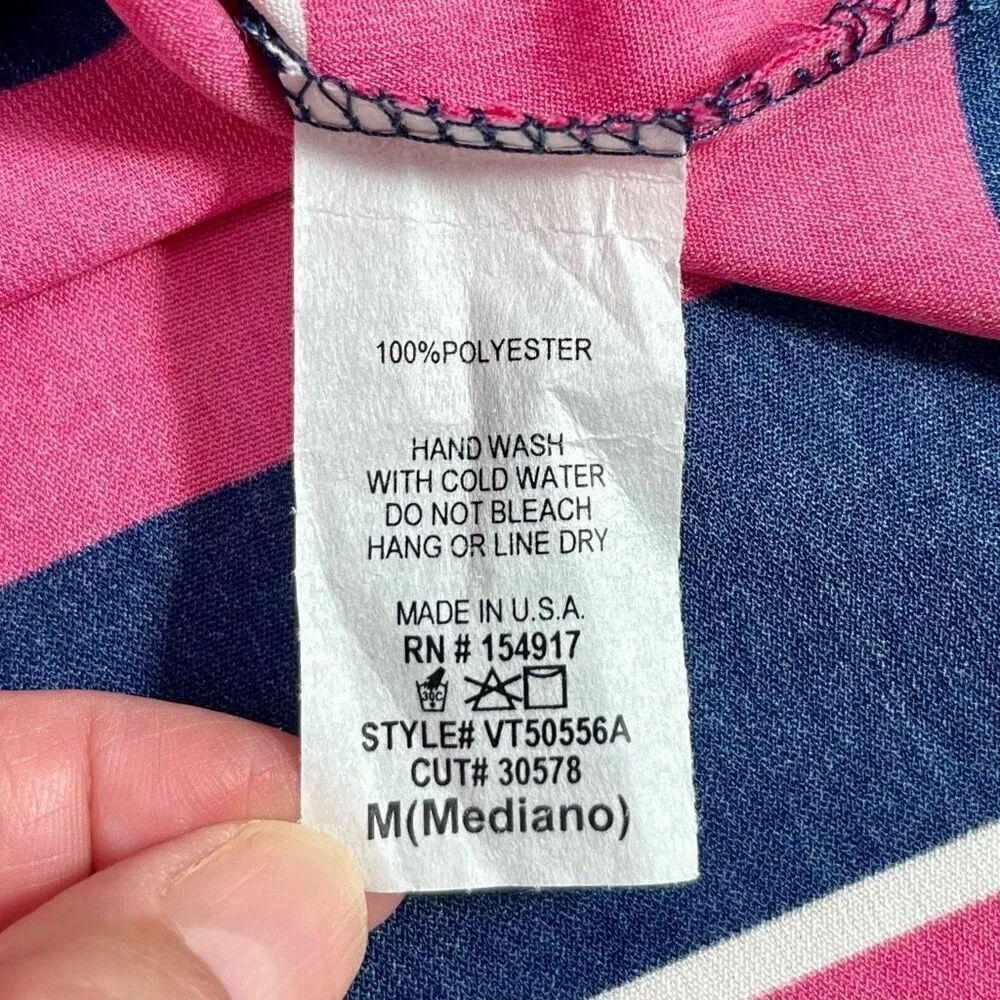 100%POLYESTER
HAND WASH
WITH COLD WATER
DO NOT BLEACH
HANG OR LINE DRY
MADE IN U.S.A.
RN # 154917
30C
STYLE# VT50556A
CUT# 30578
M(Mediano)